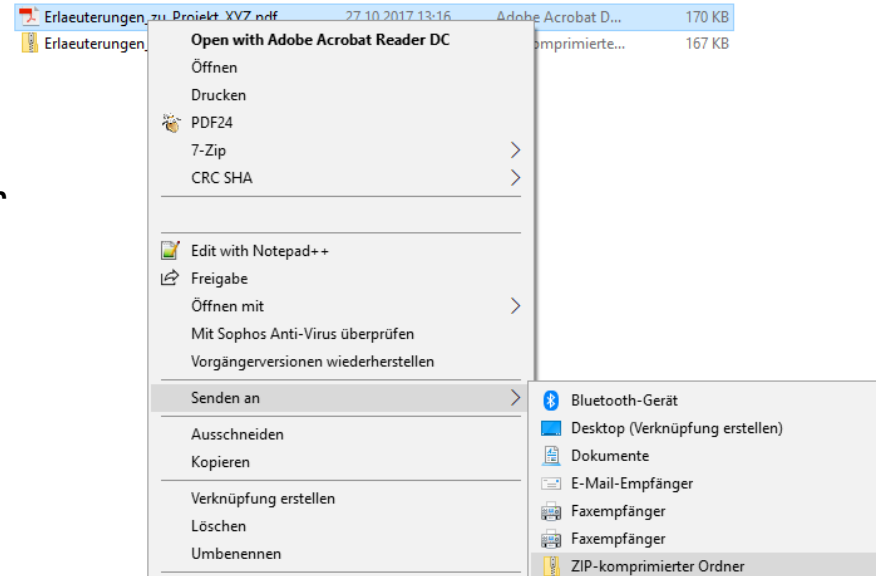 Erlaeuterungen_zu_Projekt_XYZ.pdf 27.10.2017 13:16 Adobe Acrobat D... 170 KB
Erlaeuterungen_ omprimierte... 167 KB
Open with Adobe Acrobat Reader DC
Öffnen
Drucken
PDF24
7-Zip
CRC SHA
Edit with Notepad++
Freigabe
Öffnen mit
Mit Sophos Anti-Virus überprüfen
Vorgängerversionen wiederherstellen
Senden an
Ausschneiden
Kopieren
Verknüpfung erstellen
Löschen
Umbenennen
Bluetooth-Gerät
Desktop (Verknüpfung erstellen)
Dokumente
E-Mail-Empfänger
Faxempfänger
Faxempfänger
ZIP-komprimierter Ordner